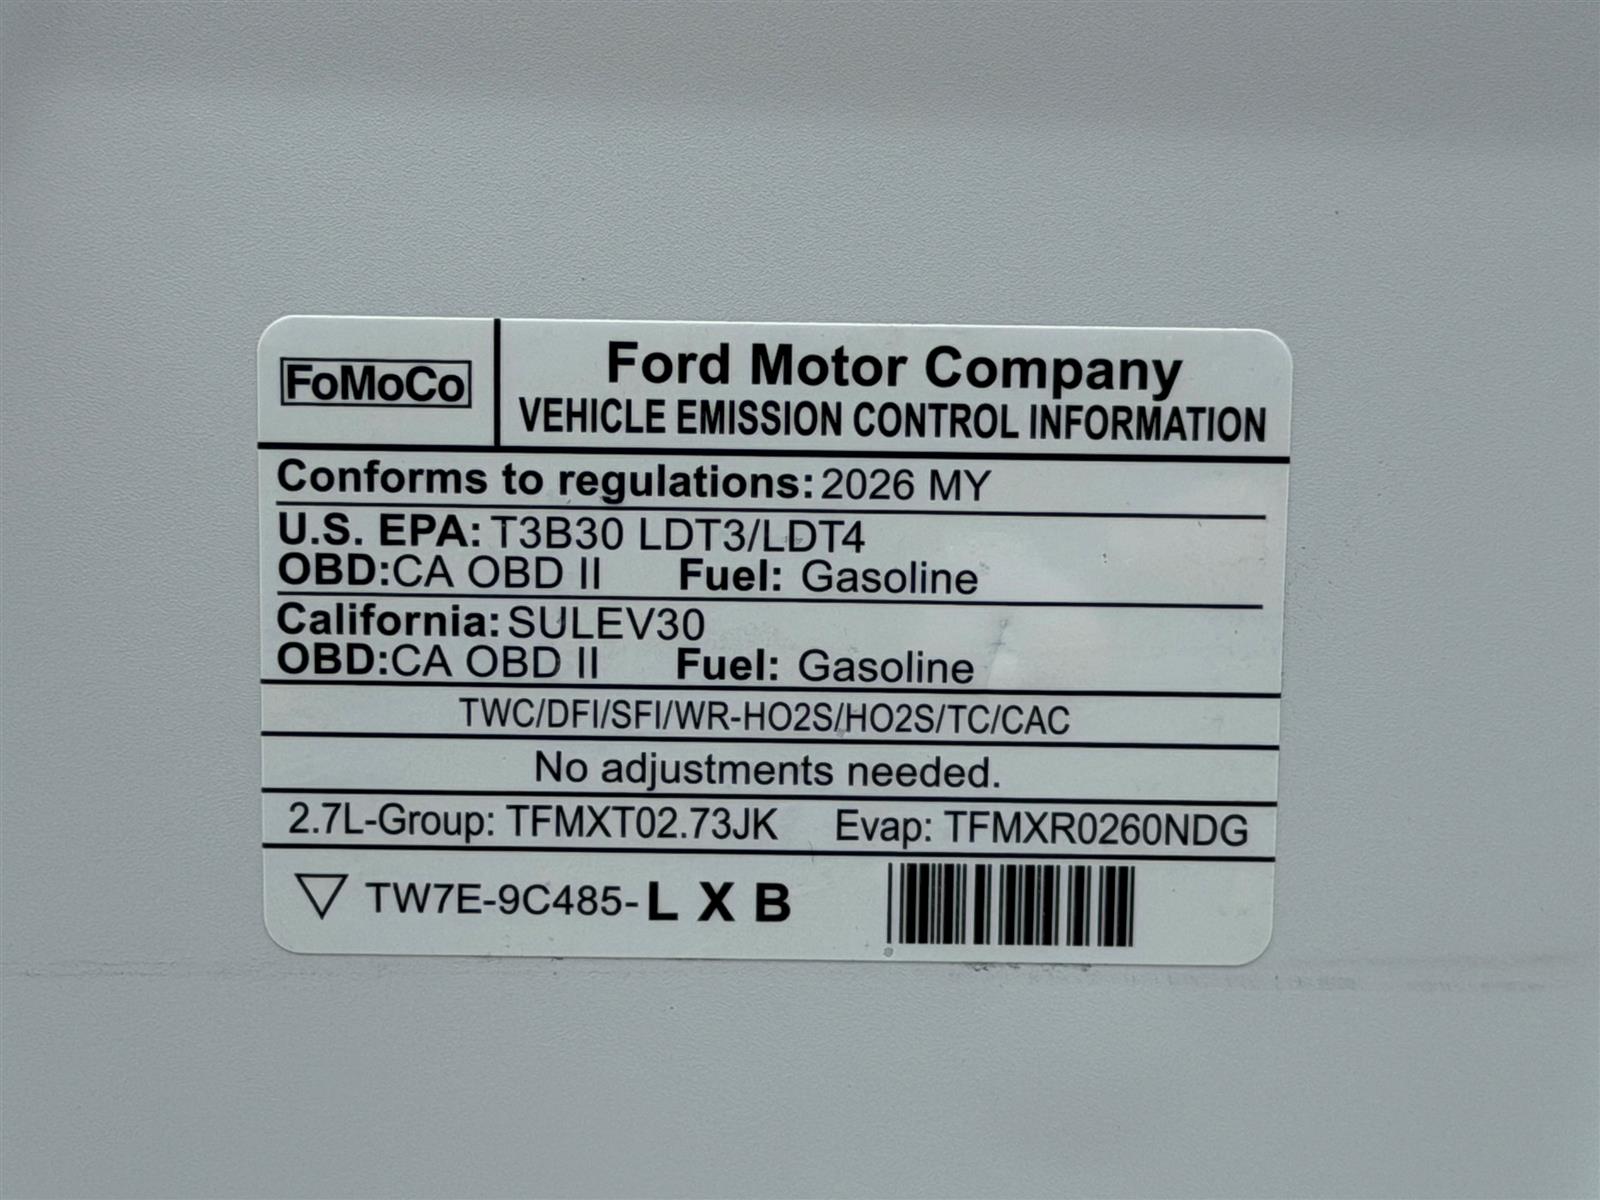 FoMoCo
Ford Motor Company
VEHICLE EMISSION CONTROL INFORMATION
Conforms to regulations: 2026 MY
U.S. EPA: T3B30 LDT3/LDT4
OBD:CA OBD II Fuel: Gasoline
California: SULEV30
OBD:CA OBD II Fuel: Gasoline
TWC/DFI/SFI/WR-HO2S/HO2S/TC/CAC
No adjustments needed.
2.7L-Group: TFMXT02.73JK Evap: TFMXR0260NDG
TW7E-9C485-L X B